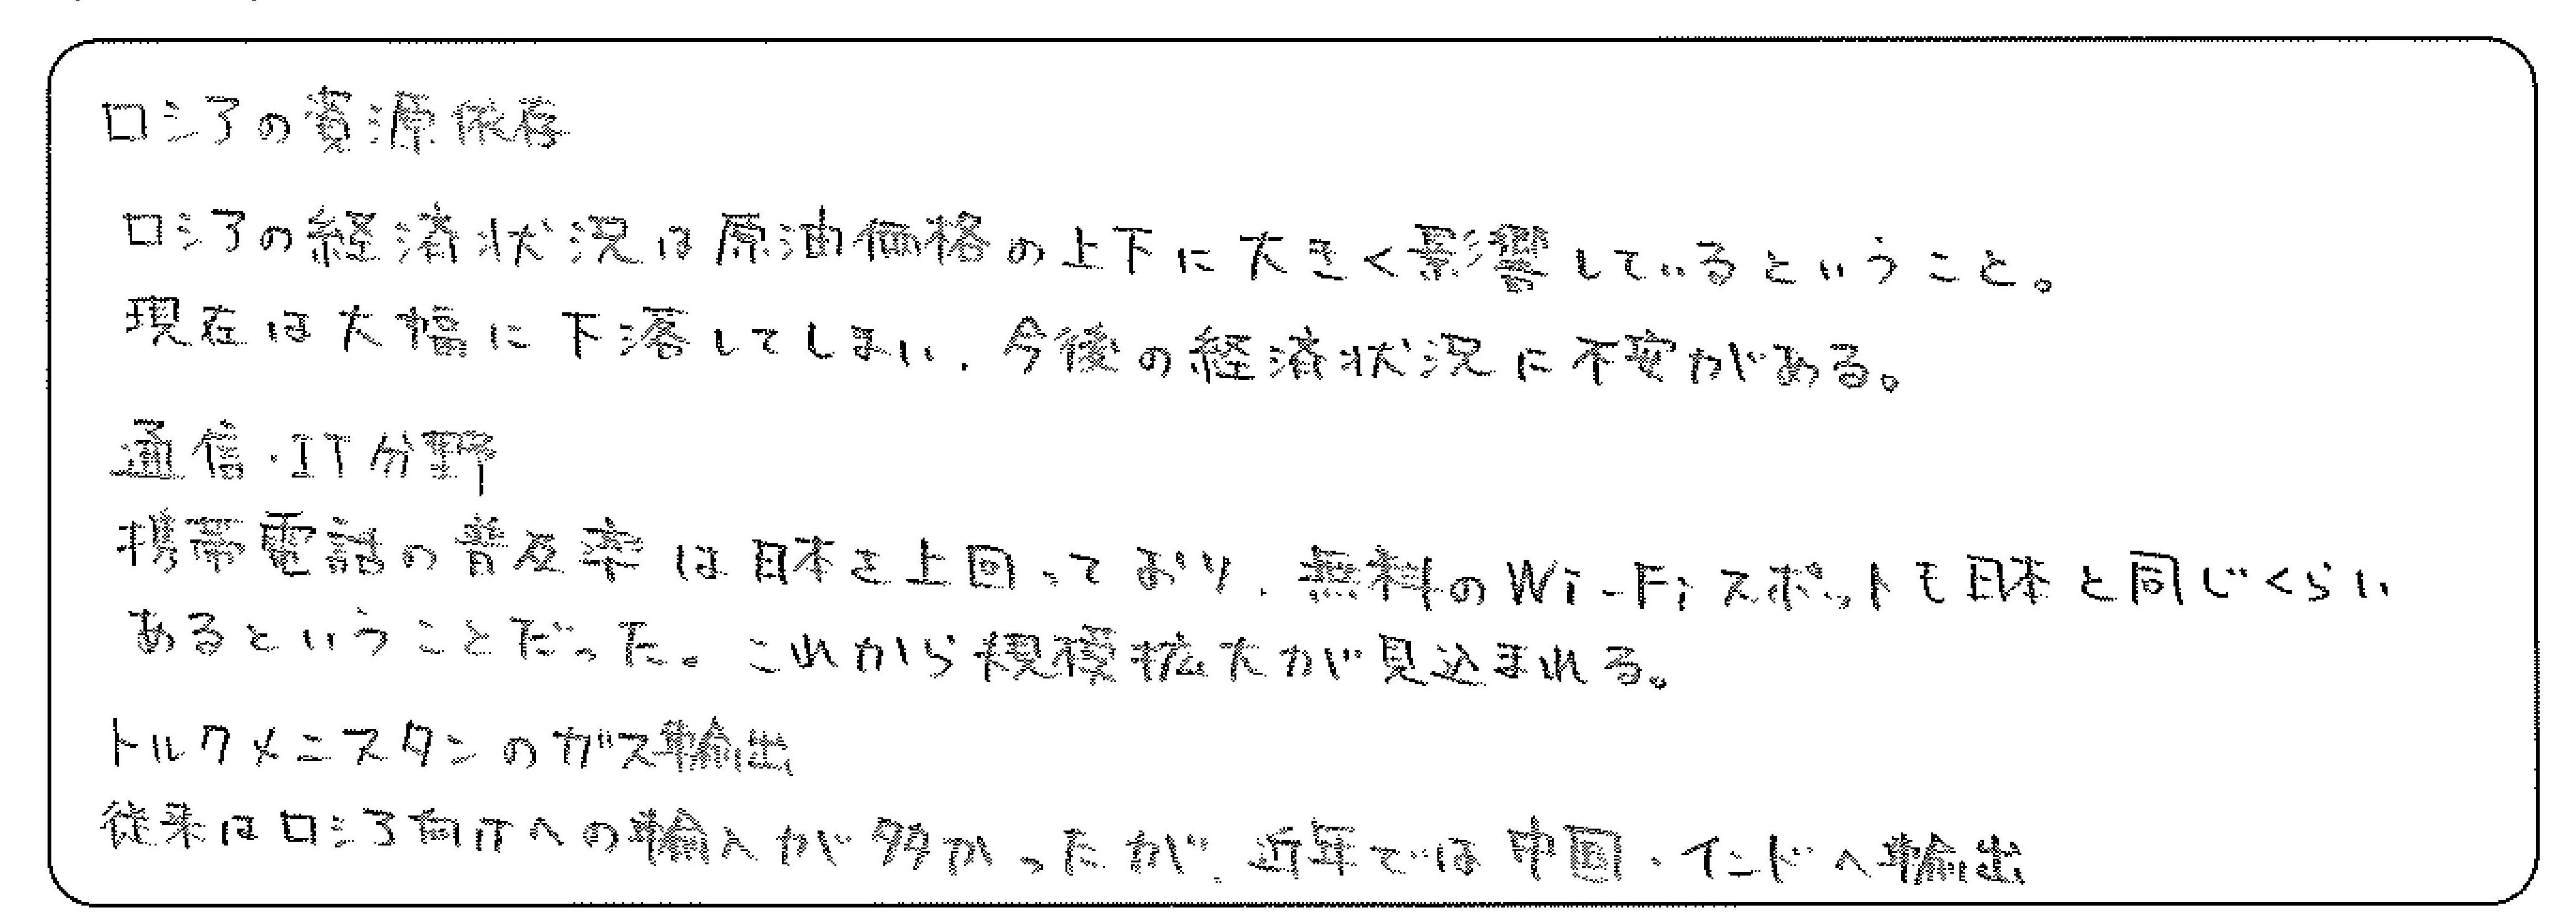 ロシアの資源依存
ロシアの経済状況は原油価格の上下に大きく影響しているということ。
現在は大幅に下落してしまい、今後の経済状況に不安がある。
通信・IT分野
携帯電話の普及率は日本を上回っており、無料のWi-Fiスポットも日本と同じくらい
あるということだった。これから規模拡大が見込まれる。
トルクメニスタンのガス輸出
従来はロシア向けへの輸入が多かったが、近年では中国・インドへ輸出